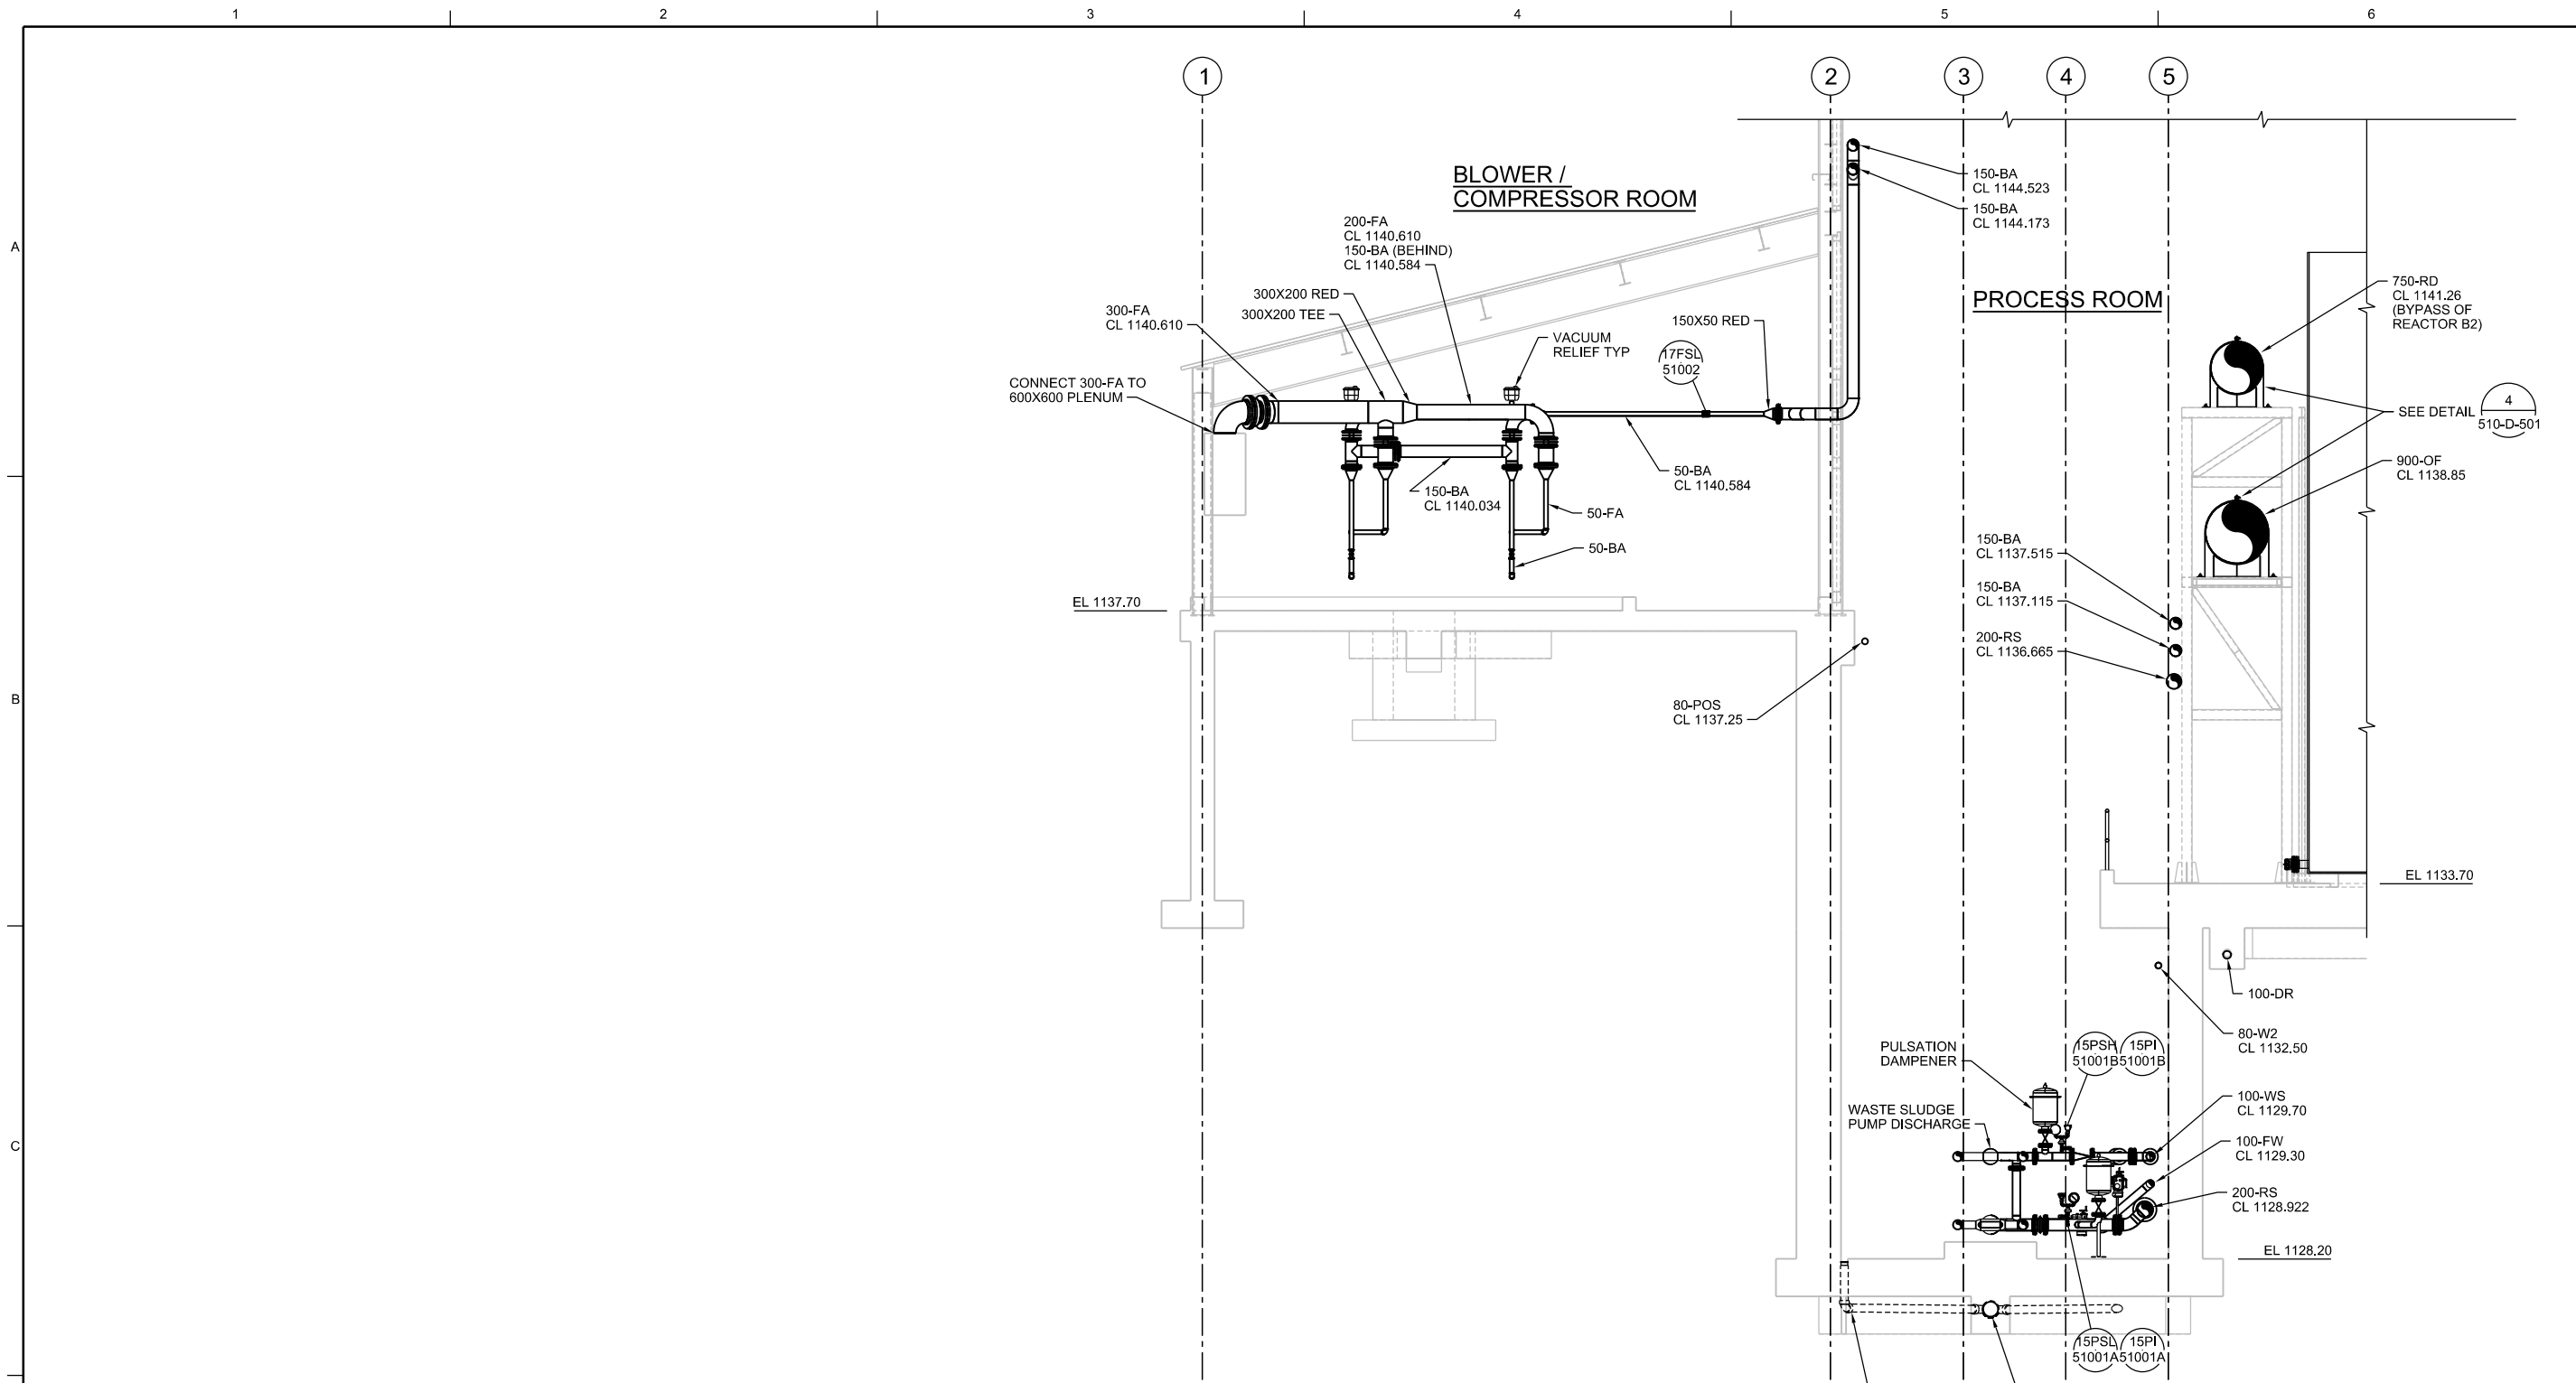 1
2
3
4
5
6
A
B
C
1
2
3
4
5
BLOWER /
COMPRESSOR ROOM
150-BA
CL 1144.523
150-BA
CL 1144.173
200-FA
CL 1140.610
150-BA (BEHIND)
CL 1140.584
300X200 RED
300X200 TEE
300-FA
CL 1140.610
CONNECT 300-FA TO
600X600 PLENUM
VACUUM
RELIEF TYP
17FSL
51002
150X50 RED
PROCESS ROOM
750-RD
CL 1141.26
(BYPASS OF
REACTOR B2)
SEE DETAIL
4
510-D-501
900-OF
CL 1138.85
50-BA
CL 1140.584
150-BA
CL 1140.034
50-FA
50-BA
150-BA
CL 1137.515
150-BA
CL 1137.115
200-RS
CL 1136.665
EL 1137.70
80-POS
CL 1137.25
EL 1133.70
100-DR
80-W2
CL 1132.50
PULSATION
DAMPENER
15PSH
51001B
15PI
51001B
WASTE SLUDGE
PUMP DISCHARGE
100-WS
CL 1129.70
100-FW
CL 1129.30
200-RS
CL 1128.922
EL 1128.20
15PSL
51001A
15PI
51001A